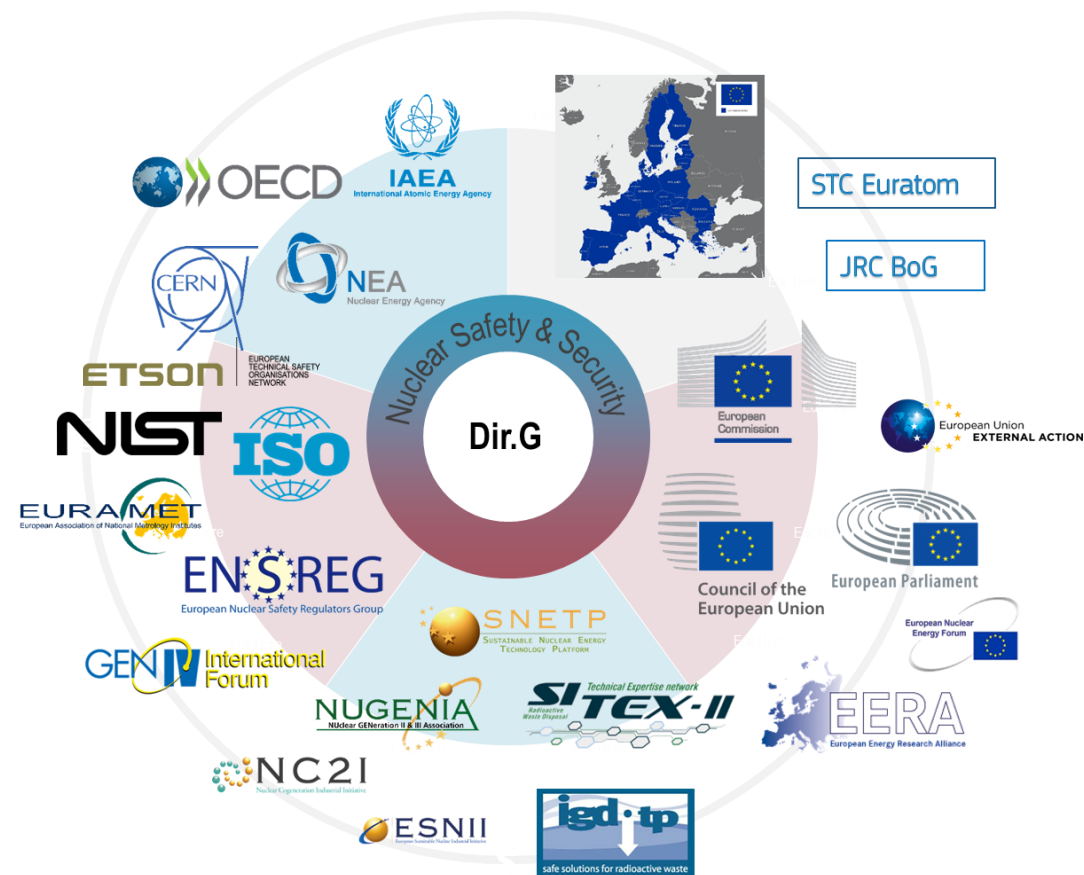 IAEA
International Atomic Energy Agency
OECD
STC Euratom
JRC BoG
CERN
NEA
Nuclear Energy Agency
Nuclear Safety & Security
Dir.G
ETSON
EUROPEAN
TECHNICAL SAFETY
ORGANISATIONS
NETWORK
European
Commission
NIST
ISO
European Union
EXTERNAL ACTION
EURAMET
European Association of National Metrology Institutes
ENSREG
European Nuclear Safety Regulators Group
Council of the
European Union
European Parliament
SNETP
SUSTAINABLE NUCLEAR ENERGY
TECHNOLOGY PLATFORM
European Nuclear
Energy Forum
GEN IV International
Forum
NUGENIA
NUclear GENeration II & III Association
Technical Expertise network
SITEX-II
Radioactive
Waste Disposal
EERA
European Energy Research Alliance
NC2I
Nuclear Cogeneration Industrial Initiative
ESNII
European Sustainable Nuclear Industrial Initiative
igd·tp
safe solutions for radioactive waste